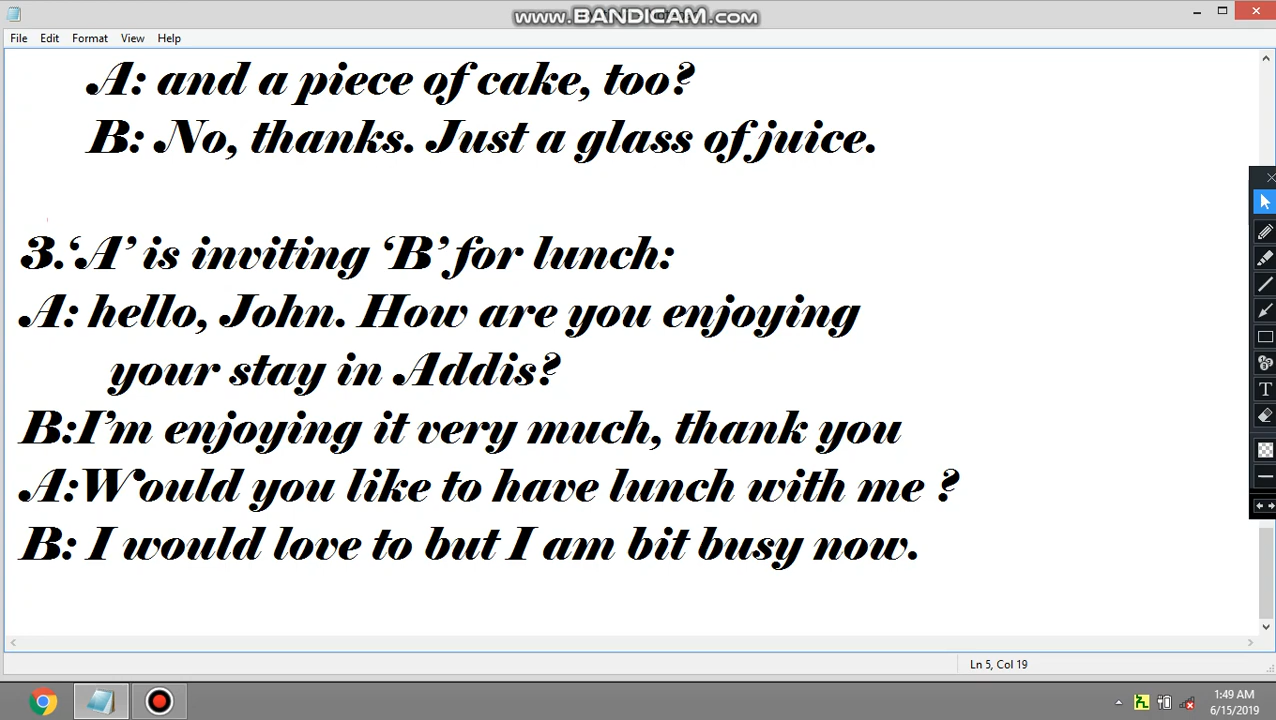 www.BANDICAM.com
File Edit Format View Help
A: and a piece of cake, too?
B: No, thanks. Just a glass of juice.
3.‘A’ is inviting ‘B’ for lunch:
A: hello, John. How are you enjoying
your stay in Addis?
B:I’m enjoying it very much, thank you
A:Would you like to have lunch with me ?
B: I would love to but I am bit busy now.
Ln 5, Col 19
1:49 AM
6/15/2019